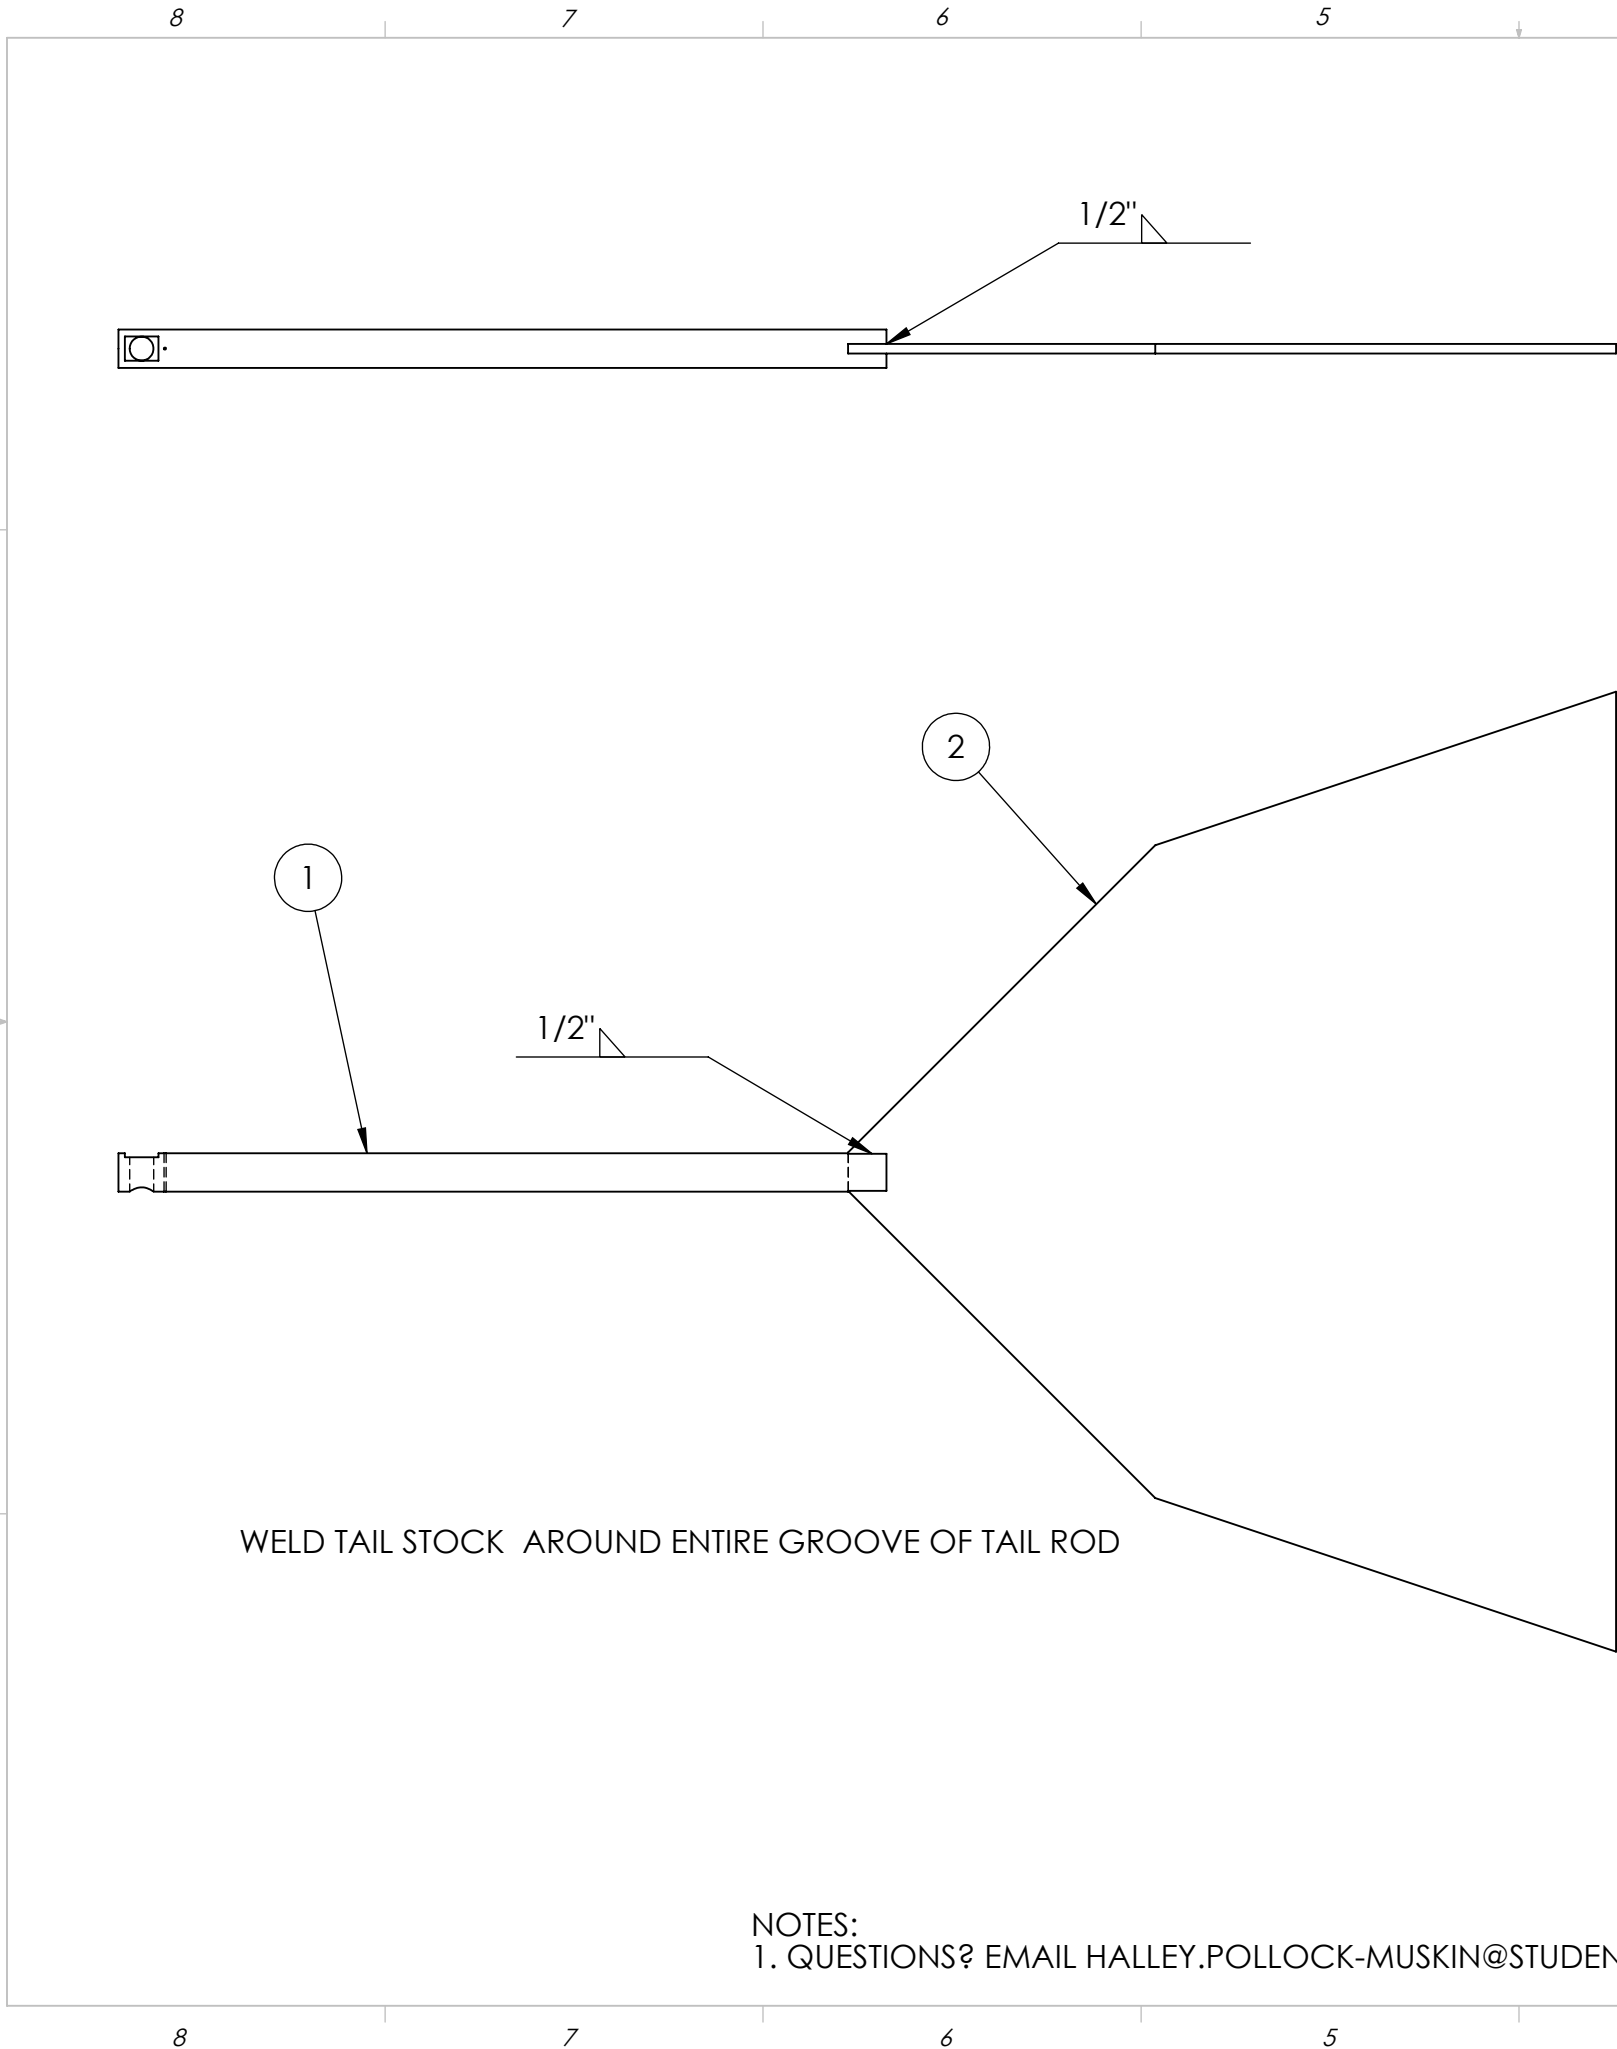 8 7 6 5
1/2"
2
1
1/2"
WELD TAIL STOCK AROUND ENTIRE GROOVE OF TAIL ROD
NOTES:
1. QUESTIONS? EMAIL HALLEY.POLLOCK-MUSKIN@STUDEN
8 7 6 5